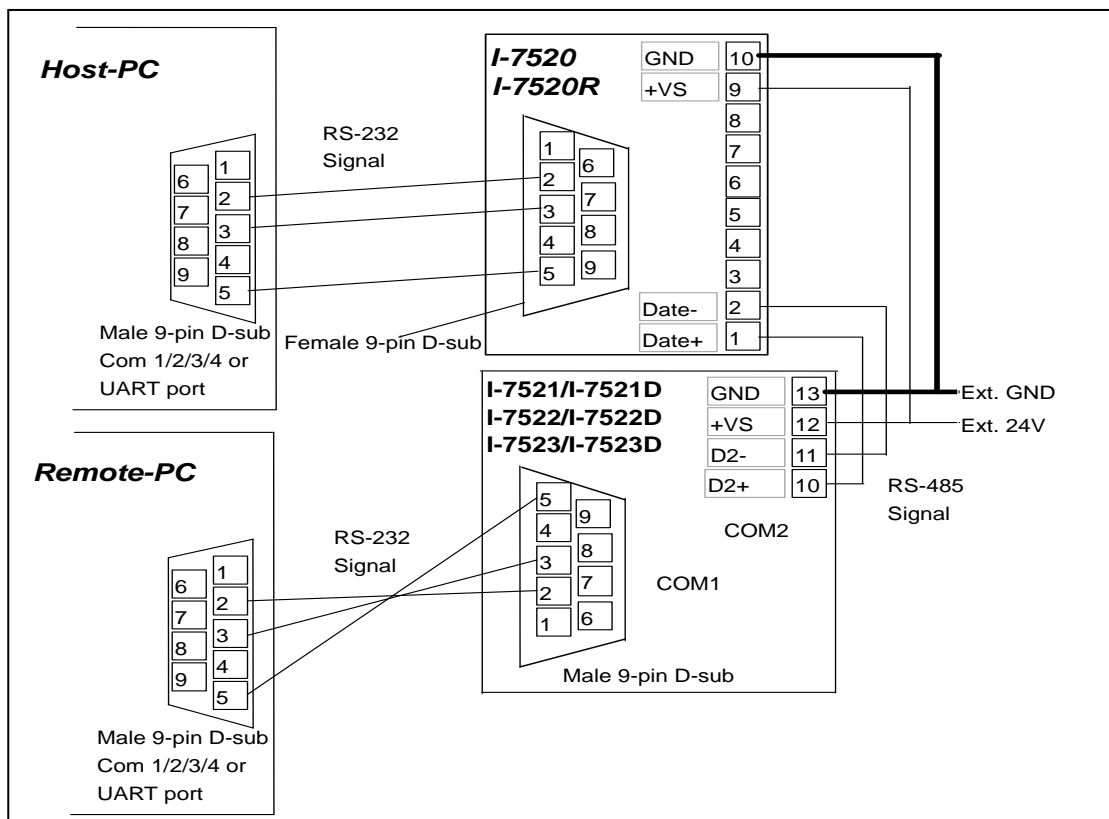 Host-PC
RS-232
Signal
6
7
8
9
1
2
3
4
5
Male 9-pin D-sub
Com 1/2/3/4 or
UART port
I-7520
I-7520R
GND 10
+VS 9
8
7
6
5
4
3
Date- 2
Date+ 1
1
2
3
4
5
6
7
8
9
Female 9-pin D-sub
I-7521/I-7521D
I-7522/I-7522D
I-7523/I-7523D
GND 13
+VS 12
D2- 11
D2+ 10
Ext. GND
Ext. 24V
RS-485
Signal
COM2
COM1
5
4
3
2
1
9
8
7
6
Male 9-pin D-sub
Remote-PC
RS-232
Signal
6
7
8
9
1
2
3
4
5
Male 9-pin D-sub
Com 1/2/3/4 or
UART port